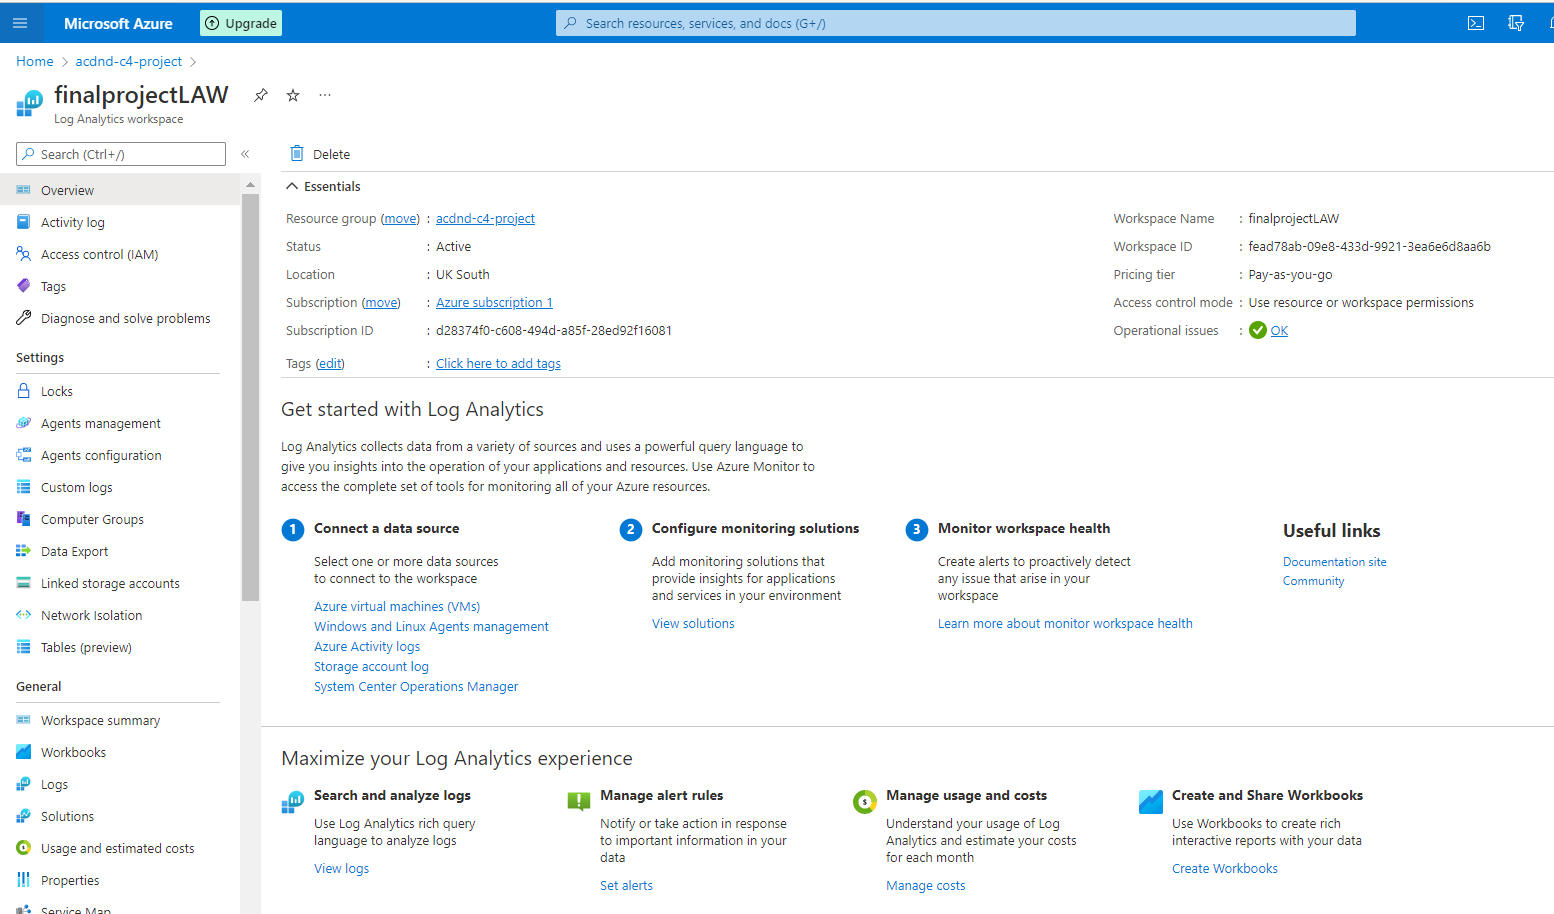 Microsoft Azure
Upgrade
Search resources, services, and docs (G+/)
Home > acdnd-c4-project >
finalprojectLAW
...
Log Analytics workspace
Search (Ctrl+/)
«
Overview
Activity log
Access control (IAM)
Tags
Diagnose and solve problems
Settings
Locks
Agents management
Agents configuration
Custom logs
Computer Groups
Data Export
Linked storage accounts
Network Isolation
Tables (preview)
General
Workspace summary
Workbooks
Logs
Solutions
Usage and estimated costs
Properties
Service Map
Delete
Essentials
Resource group (move) : acdnd-c4-project
Status : Active
Location : UK South
Subscription (move) : Azure subscription 1
Subscription ID : d28374f0-c608-494d-a85f-28ed92f16081
Tags (edit) : Click here to add tags
Workspace Name : finalprojectLAW
Workspace ID : fead78ab-09e8-433d-9921-3ea6e6d8aa6b
Pricing tier : Pay-as-you-go
Access control mode : Use resource or workspace permissions
Operational issues : OK
Get started with Log Analytics
Log Analytics collects data from a variety of sources and uses a powerful query language to
give you insights into the operation of your applications and resources. Use Azure Monitor to
access the complete set of tools for monitoring all of your Azure resources.
1 Connect a data source
Select one or more data sources
to connect to the workspace
Azure virtual machines (VMs)
Windows and Linux Agents management
Azure Activity logs
Storage account log
System Center Operations Manager
2 Configure monitoring solutions
Add monitoring solutions that
provide insights for applications
and services in your environment
View solutions
3 Monitor workspace health
Create alerts to proactively detect
any issue that arise in your
workspace
Learn more about monitor workspace health
Useful links
Documentation site
Community
Maximize your Log Analytics experience
Search and analyze logs
Use Log Analytics rich query
language to analyze logs
View logs
Manage alert rules
Notify or take action in response
to important information in your
data
Set alerts
$
Manage usage and costs
Understand your usage of Log
Analytics and estimate your costs
for each month
Manage costs
Create and Share Workbooks
Use Workbooks to create rich
interactive reports with your data
Create Workbooks